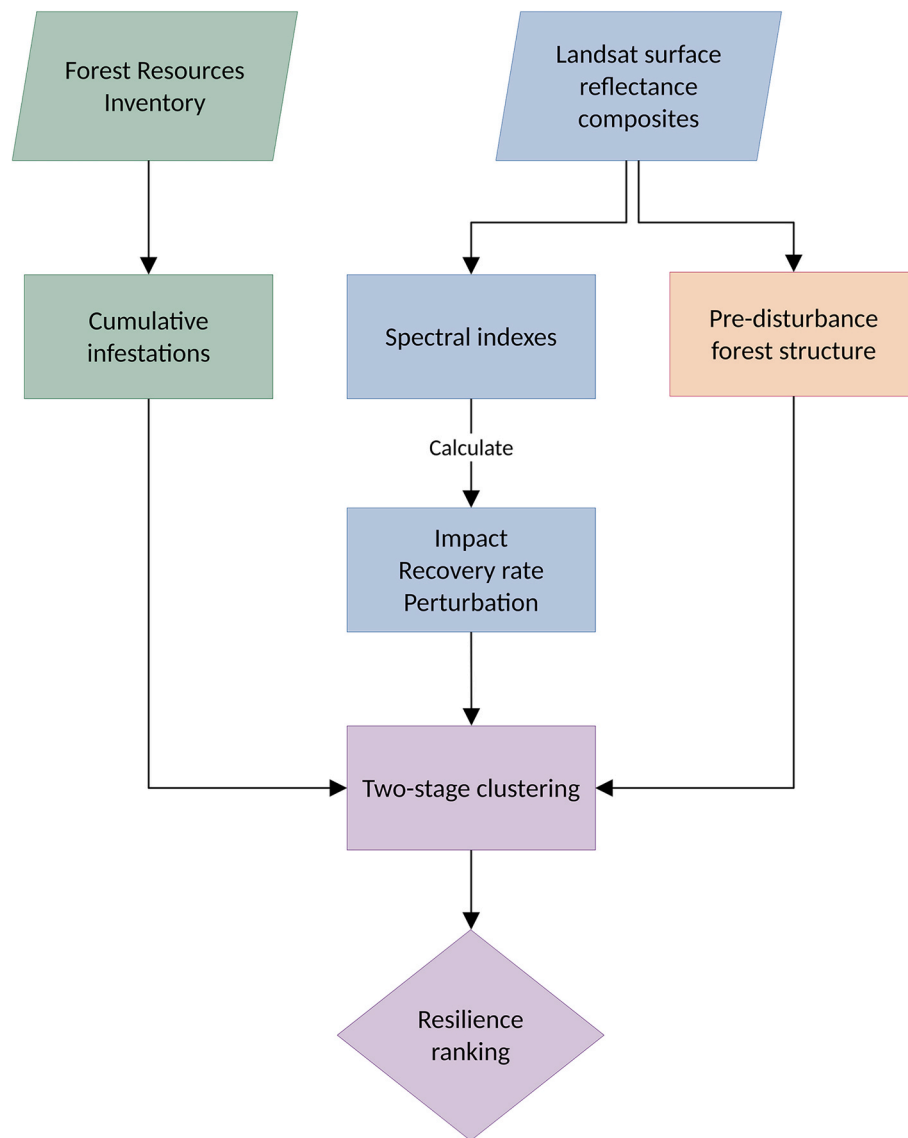 Forest Resources
Inventory
Landsat surface
reflectance
composites
Cumulative
infestations
Spectral indexes
Pre-disturbance
forest structure
Calculate
Impact
Recovery rate
Perturbation
Two-stage clustering
Resilience
ranking